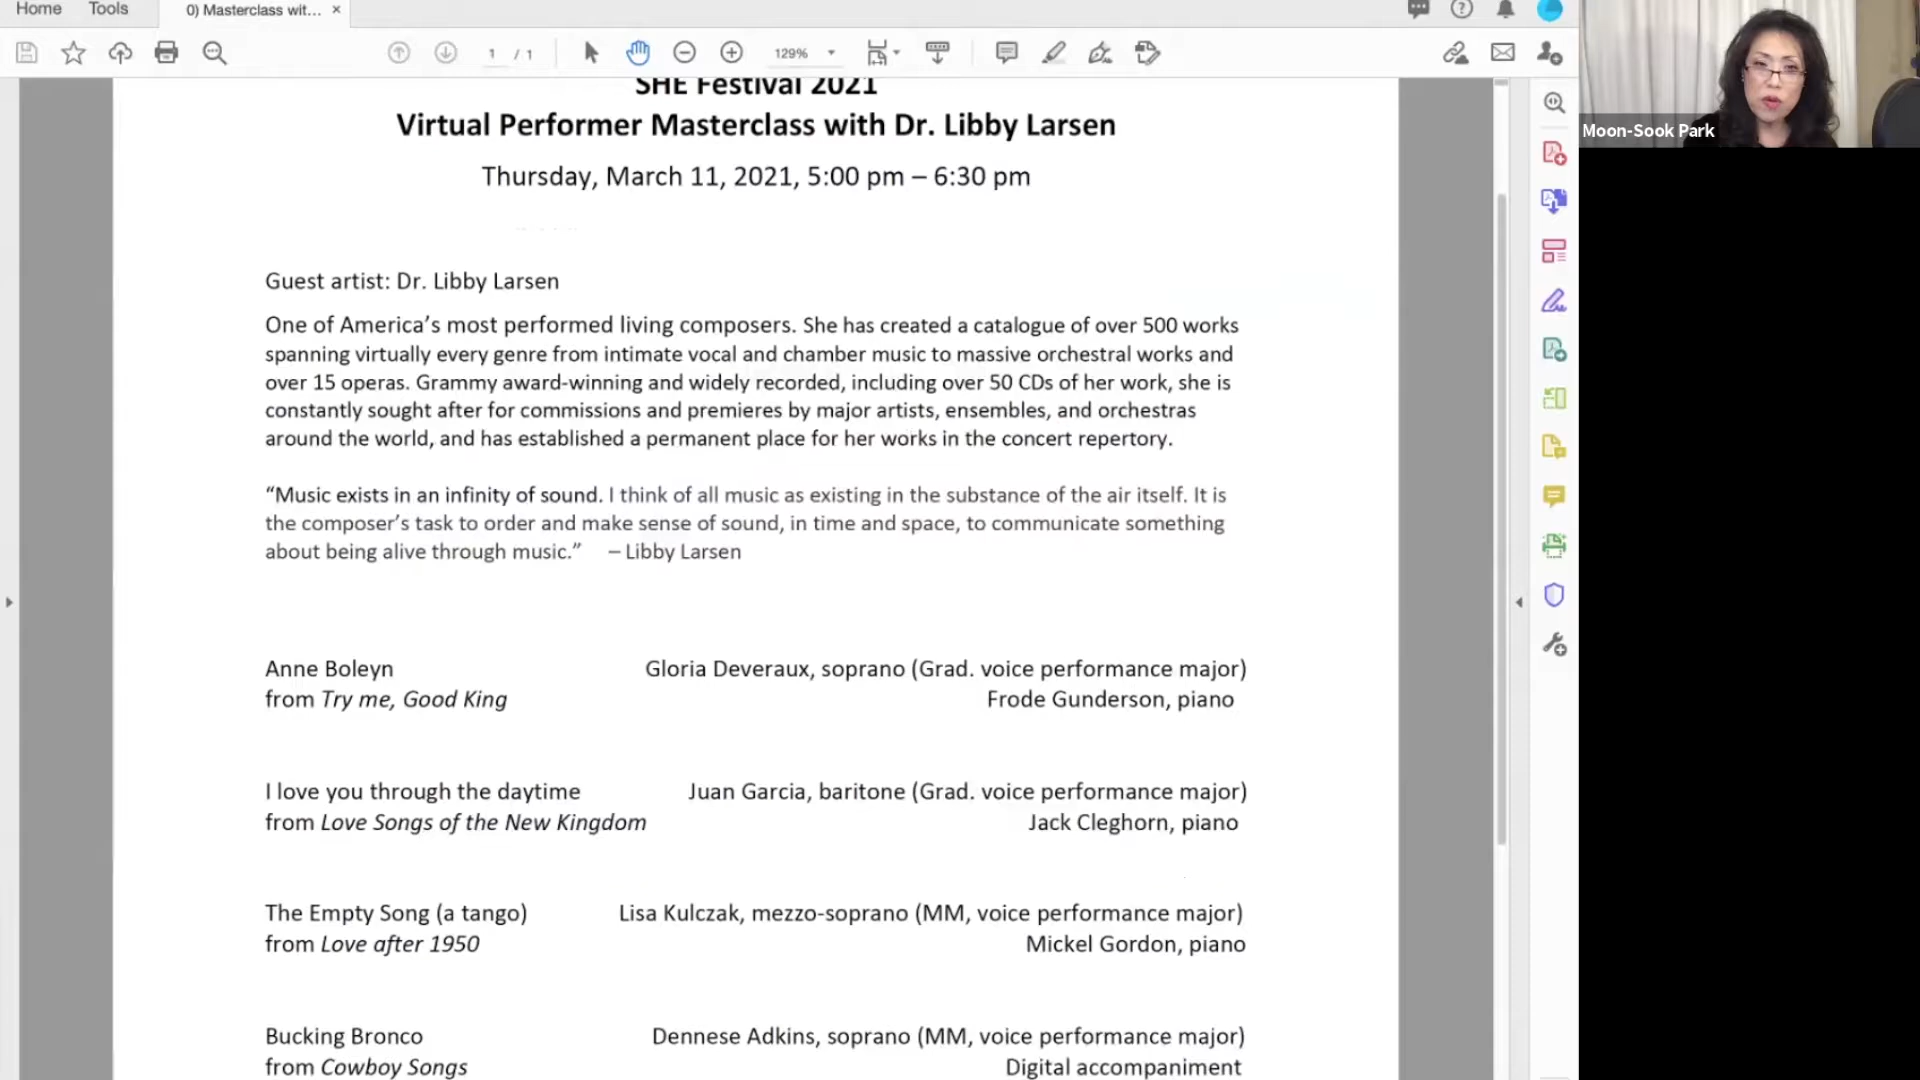 Home Tools 0) Masterclass wit... ×
1 / 1 129%
SHE Festival 2021
Virtual Performer Masterclass with Dr. Libby Larsen
Thursday, March 11, 2021, 5:00 pm – 6:30 pm
Moon-Sook Park
Guest artist: Dr. Libby Larsen
One of America’s most performed living composers. She has created a catalogue of over 500 works
spanning virtually every genre from intimate vocal and chamber music to massive orchestral works and
over 15 operas. Grammy award-winning and widely recorded, including over 50 CDs of her work, she is
constantly sought after for commissions and premieres by major artists, ensembles, and orchestras
around the world, and has established a permanent place for her works in the concert repertory.
“Music exists in an infinity of sound. I think of all music as existing in the substance of the air itself. It is
the composer’s task to order and make sense of sound, in time and space, to communicate something
about being alive through music.” – Libby Larsen
Anne Boleyn Gloria Deveraux, soprano (Grad. voice performance major)
from Try me, Good King Frode Gunderson, piano
I love you through the daytime Juan Garcia, baritone (Grad. voice performance major)
from Love Songs of the New Kingdom Jack Cleghorn, piano
The Empty Song (a tango) Lisa Kulczak, mezzo-soprano (MM, voice performance major)
from Love after 1950 Mickel Gordon, piano
Bucking Bronco Dennese Adkins, soprano (MM, voice performance major)
from Cowboy Songs Digital accompaniment